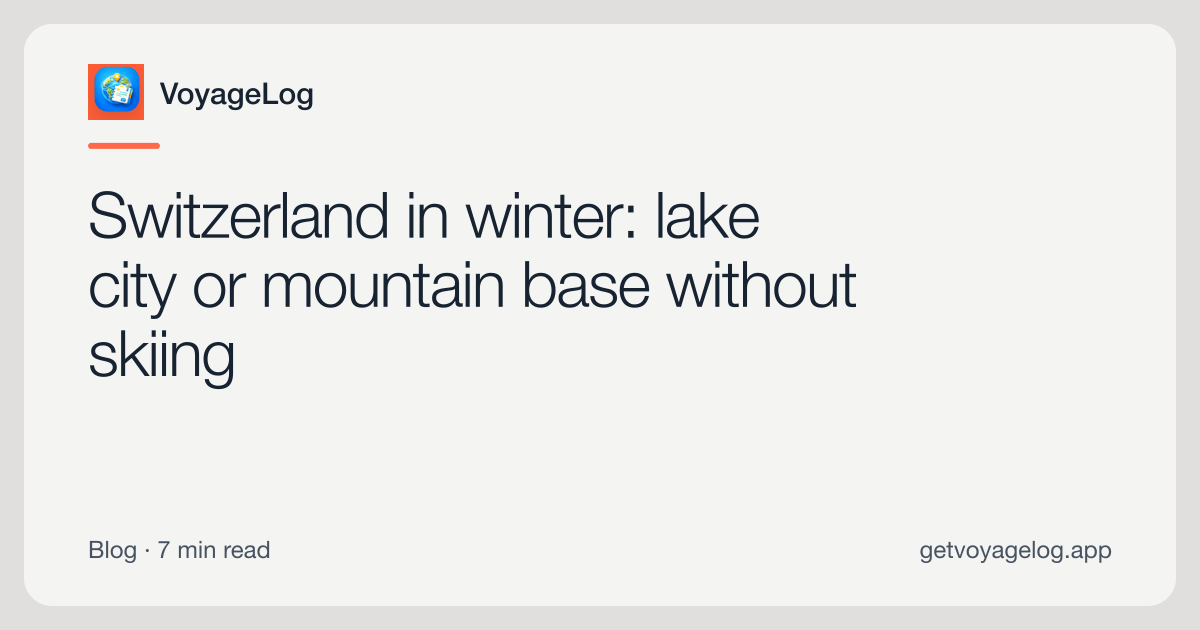 VoyageLog
Switzerland in winter: lake
city or mountain base without
skiing
Blog · 7 min read
getvoyagelog.app